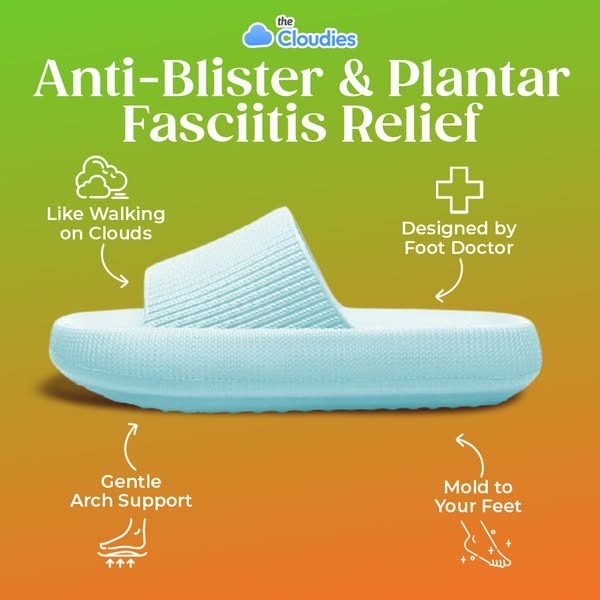 the
Cloudies
Anti-Blister & Plantar
Fasciitis Relief
Like Walking
on Clouds
Designed by
Foot Doctor
Gentle
Arch Support
Mold to
Your Feet